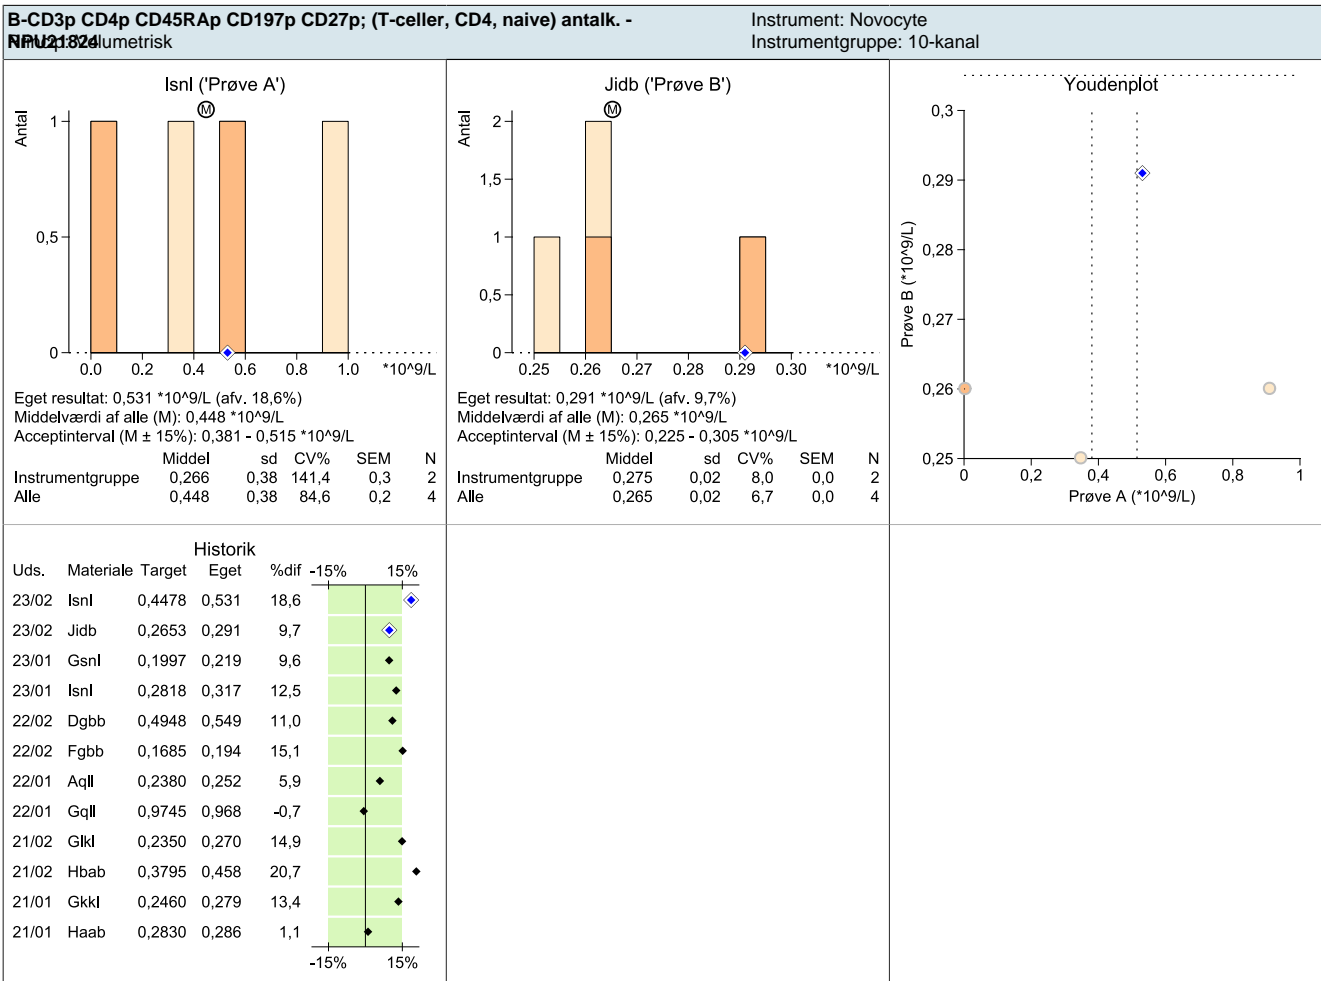 B-CD3p CD4p CD45RAp CD197p CD27p; (T-celler, CD4, naive) antalk. -
NPU21824
Princip: Volumetrisk
Instrument: Novocyte
Instrumentgruppe: 10-kanal
Isnl ('Prøve A')
Antal
M
1
0,5
0
0.0 0.2 0.4 0.6 0.8 1.0 *10^9/L
Eget resultat: 0,531 *10^9/L (afv. 18,6%)
Middelværdi af alle (M): 0,448 *10^9/L
Acceptinterval (M ± 15%): 0,381 - 0,515 *10^9/L
Middel sd CV% SEM N
Instrumentgruppe 0,266 0,38 141,4 0,3 2
Alle 0,448 0,38 84,6 0,2 4
Jidb ('Prøve B')
Antal
M
2
1,5
1
0,5
0
0.25 0.26 0.27 0.28 0.29 0.30 *10^9/L
Eget resultat: 0,291 *10^9/L (afv. 9,7%)
Middelværdi af alle (M): 0,265 *10^9/L
Acceptinterval (M ± 15%): 0,225 - 0,305 *10^9/L
Middel sd CV% SEM N
Instrumentgruppe 0,275 0,02 8,0 0,0 2
Alle 0,265 0,02 6,7 0,0 4
Youdenplot
Prøve B (*10^9/L)
0,3
0,29
0,28
0,27
0,26
0,25
0 0,2 0,4 0,6 0,8 1
Prøve A (*10^9/L)
Historik
Uds. Materiale Target Eget %dif -15% 15%
23/02 Isnl 0,4478 0,531 18,6
23/02 Jidb 0,2653 0,291 9,7
23/01 Gsnl 0,1997 0,219 9,6
23/01 Isnl 0,2818 0,317 12,5
22/02 Dgbb 0,4948 0,549 11,0
22/02 Fgbb 0,1685 0,194 15,1
22/01 Aqll 0,2380 0,252 5,9
22/01 Gqll 0,9745 0,968 -0,7
21/02 Glkl 0,2350 0,270 14,9
21/02 Hbab 0,3795 0,458 20,7
21/01 Gkkl 0,2460 0,279 13,4
21/01 Haab 0,2830 0,286 1,1
-15% 15%